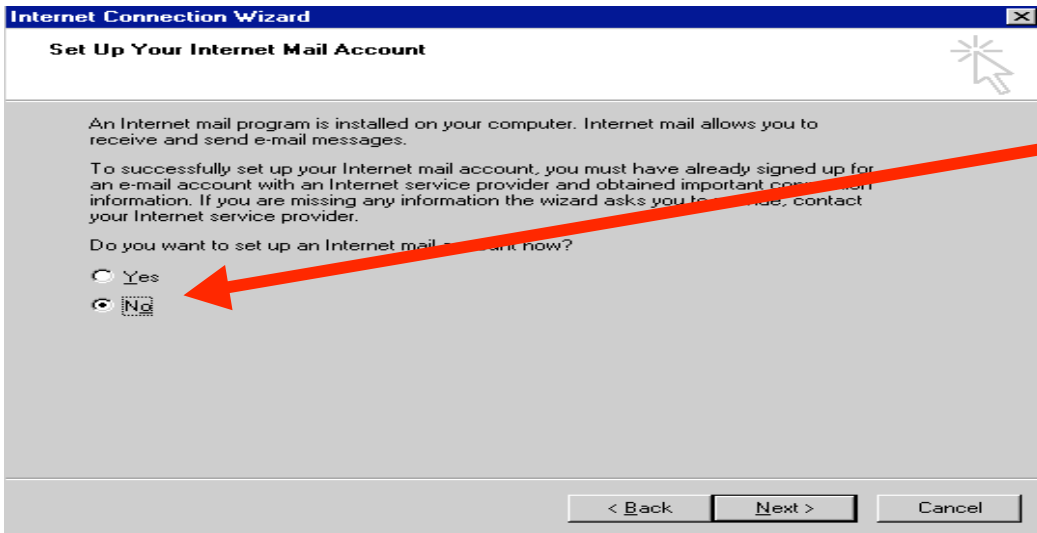 Internet Connection Wizard
Set Up Your Internet Mail Account
An Internet mail program is installed on your computer. Internet mail allows you to
receive and send e-mail messages.
To successfully set up your Internet mail account, you must have already signed up for
an e-mail account with an Internet service provider and obtained important connection
information. If you are missing any information the wizard asks you to provide, contact
your Internet service provider.
Do you want to set up an Internet mail account now?
Yes
No
< Back
Next >
Cancel